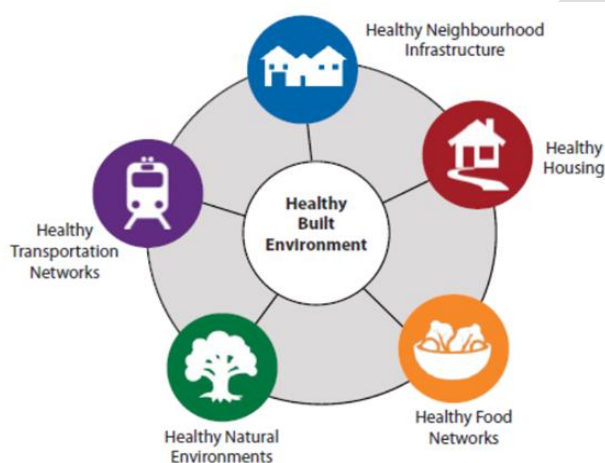 Healthy Neighbourhood
Infrastructure
Healthy
Housing
Healthy
Built
Environment
Healthy
Transportation
Networks
Healthy Food
Networks
Healthy Natural
Environments